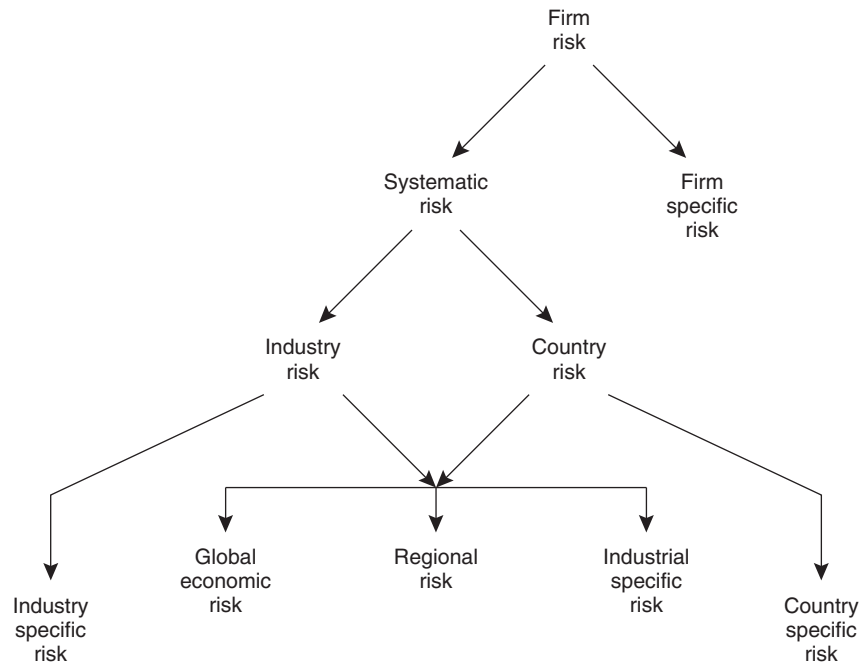 Firm
risk
Systematic
risk
Firm
specific
risk
Industry
risk
Country
risk
Global
economic
risk
Regional
risk
Industrial
specific
risk
Industry
specific
risk
Country
specific
risk